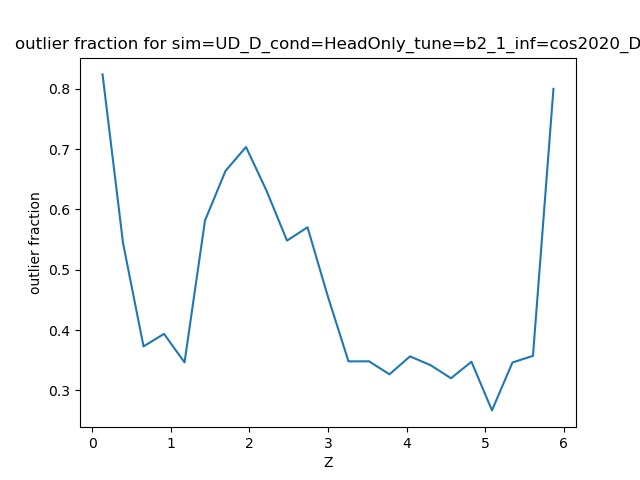 outlier fraction for sim=UD_D_cond=HeadOnly_tune=b2_1_inf=cos2020_D
0.8
0.7
0.6
0.5
0.4
0.3
outlier fraction
0 1 2 3 4 5 6
Z